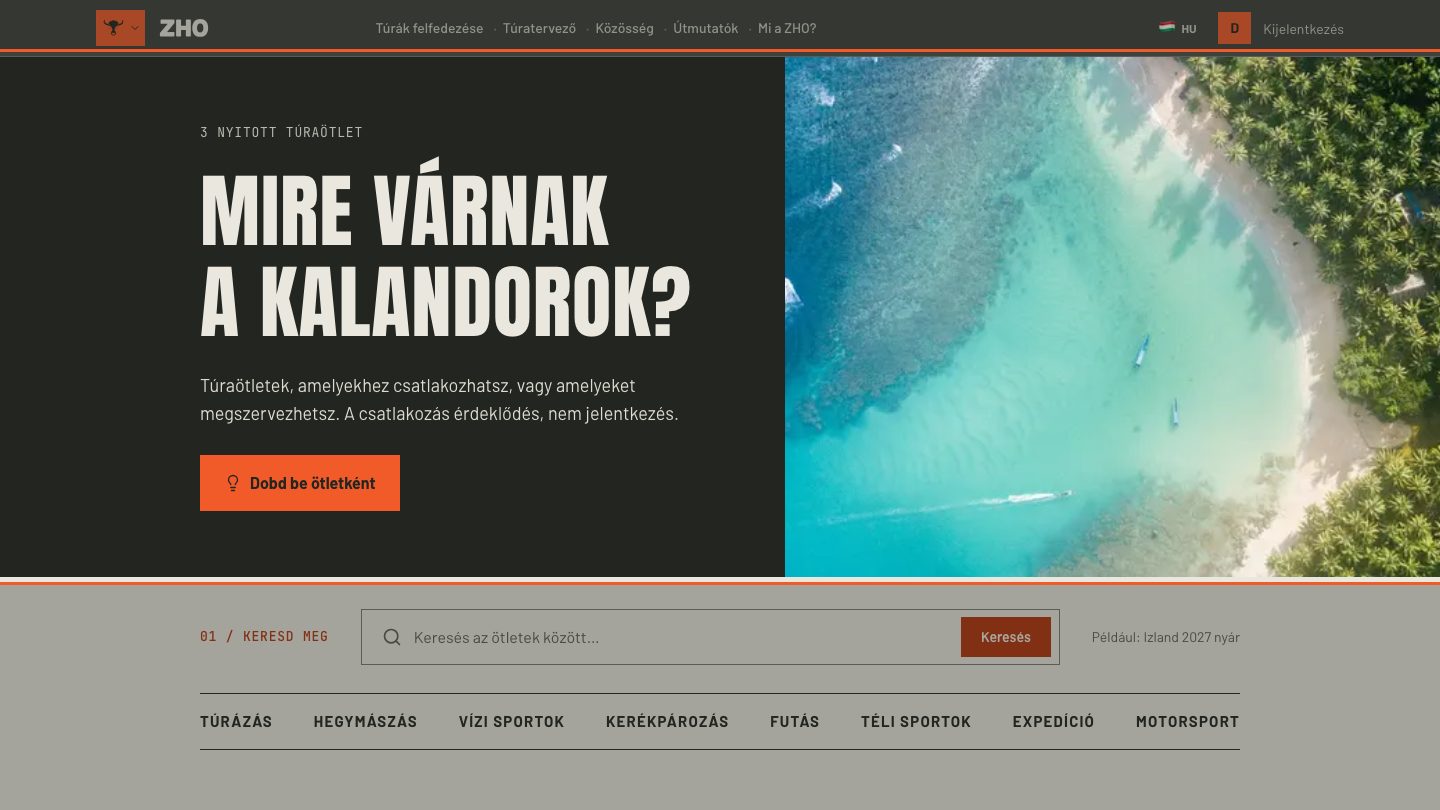 ZHO
Túrák felfedezése · Túratervező · Közösség · Útmutatók · Mi a ZHO?
HU
D
Kijelentkezés
3 NYITOTT TÚRAÖTLET
MIRE VÁRNAK
A KALANDOROK?
Túraötletek, amelyekhez csatlakozhatsz, vagy amelyeket
megszervezhetsz. A csatlakozás érdeklődés, nem jelentkezés.
Dobd be ötletként
01 / KERESD MEG
Keresés az ötletek között...
Keresés
Például: Izland 2027 nyár
TÚRÁZÁS HEGYMÁSZÁS VÍZI SPORTOK KERÉKPÁROZÁS FUTÁS TÉLI SPORTOK EXPEDÍCIÓ MOTORSPORT